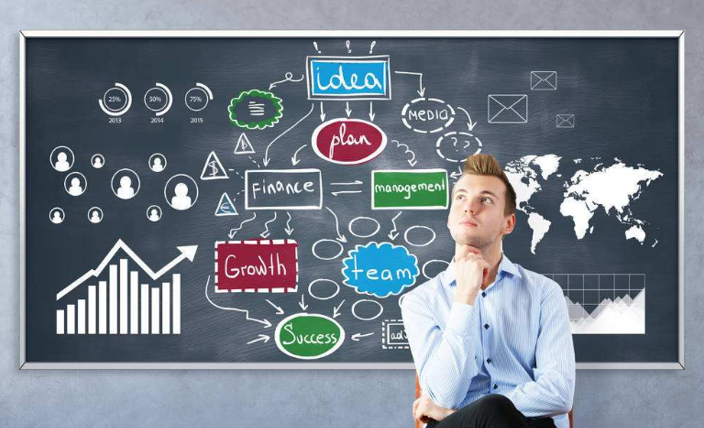 idea
25% 50% 75%
2013 2014 2015
MEDIA
plan
??
$
Finance
management
€
Growth
team
Success